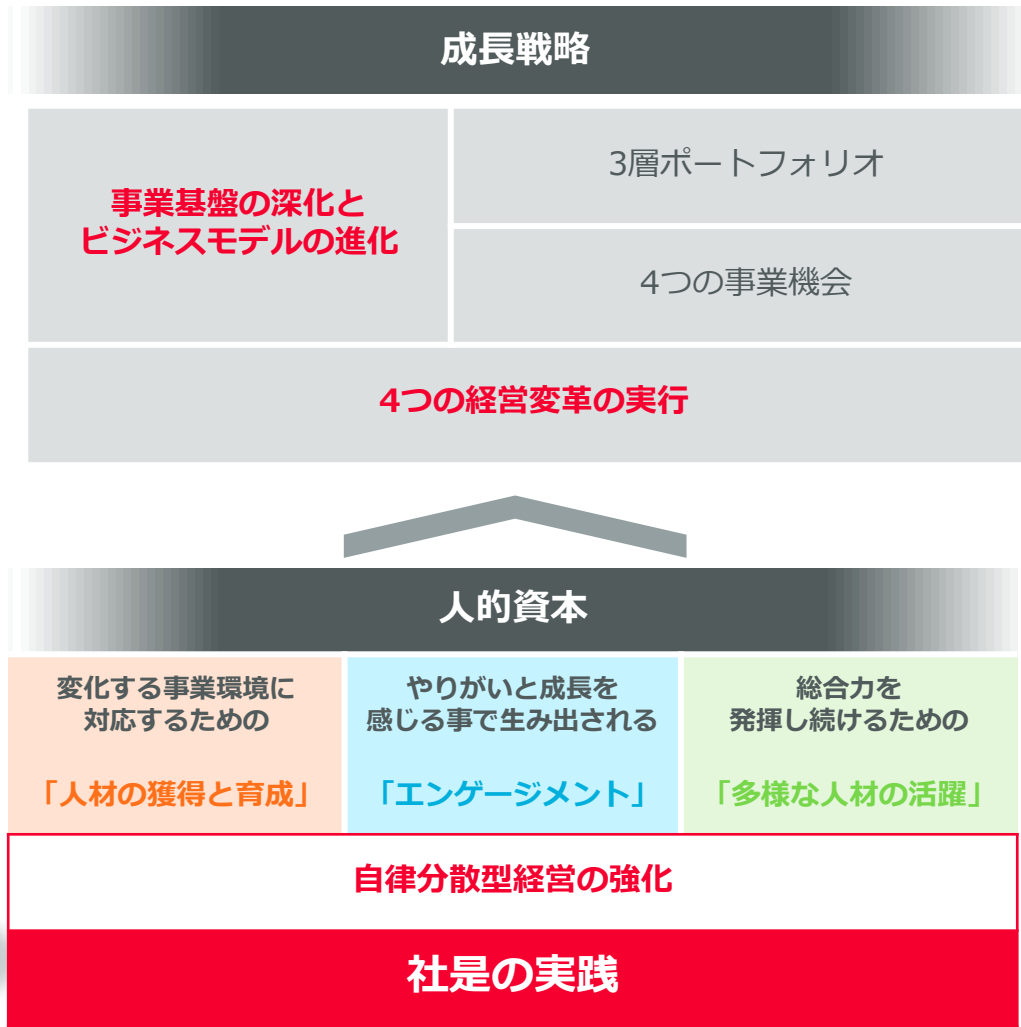 成長戦略
事業基盤の深化と
ビジネスモデルの進化
3層ポートフォリオ
4つの事業機会
4つの経営変革の実行
人的資本
変化する事業環境に
対応するための
「人材の獲得と育成」
やりがいと成長を
感じる事で生み出される
「エンゲージメント」
総合力を
発揮し続けるための
「多様な人材の活躍」
自律分散型経営の強化
社是の実践